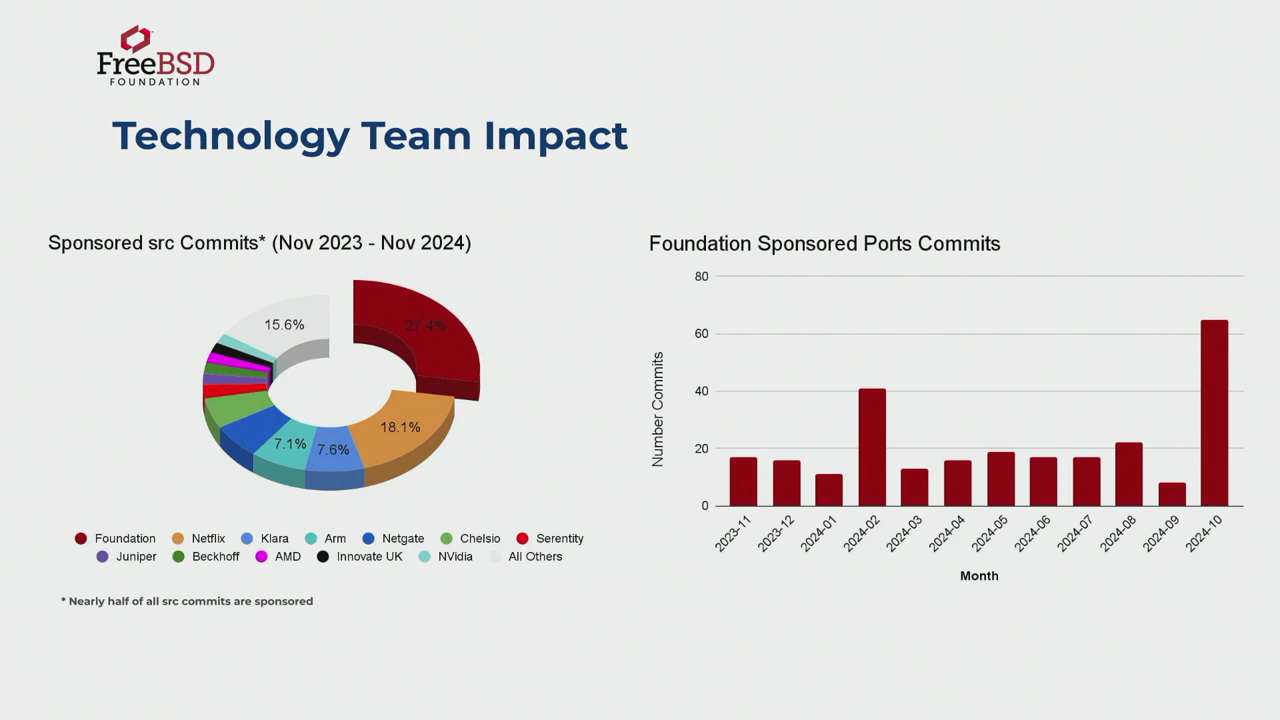 FreeBSD
FOUNDATION
Technology Team Impact
Sponsored src Commits* (Nov 2023 - Nov 2024)
27.4%
15.6%
18.1%
7.1%
7.6%
Foundation Netflix Klara Arm Netgate Chelsio Serentity
Juniper Beckhoff AMD Innovate UK NVidia All Others
* Nearly half of all src commits are sponsored
Foundation Sponsored Ports Commits
Number Commits
80
60
40
20
0
2023-11 2023-12 2024-01 2024-02 2024-03 2024-04 2024-05 2024-06 2024-07 2024-08 2024-09 2024-10
Month